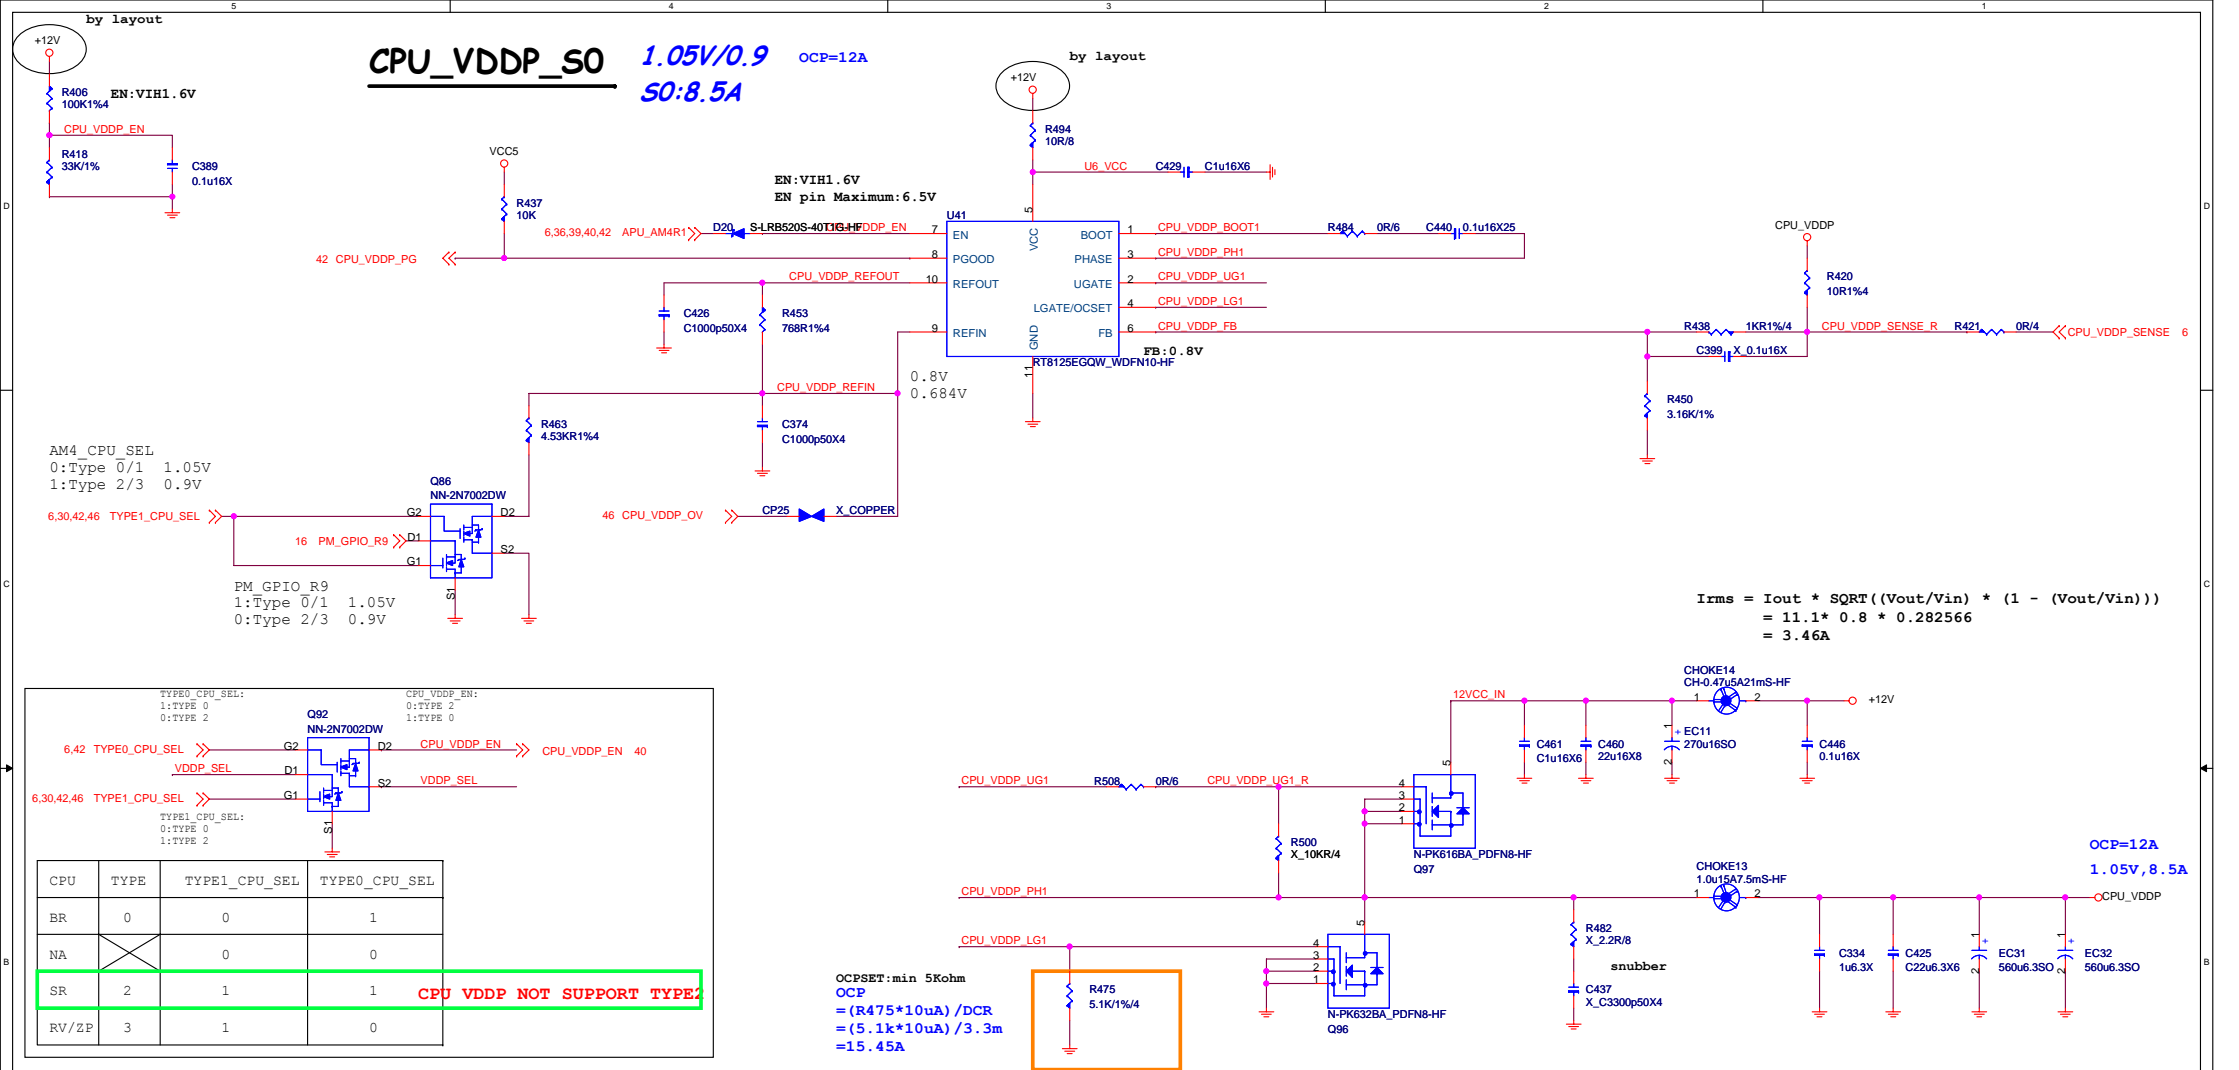 5 4 3 2 1
by layout
+12V
R406
100K1%4
EN:VIH1.6V
CPU_VDDP_EN
R418
33K/1%
C389
0.1u16X
CPU_VDDP_S0
1.05V/0.9
S0:8.5A
OCP=12A
by layout
+12V
R494
10R/8
U6_VCC
C429
C1u16X6
VCC5
R437
10K
EN:VIH1.6V
EN pin Maximum:6.5V
6,36,39,40,42 APU_AM4R1
D20
S-LRB520S-40T1G-HF
42 CPU_VDDP_PG
CPU_VDDP_REFOUT
C426
C1000p50X4
R453
768R1%4
U41
7 EN
8 PGOOD
10 REFOUT
9 REFIN
5 VCC
GND 11
BOOT 1
PHASE 3
UGATE 2
LGATE/OCSET 4
FB 6
RT8125EGQW_WDFN10-HF
CPU_VDDP_BOOT1
CPU_VDDP_PH1
CPU_VDDP_UG1
CPU_VDDP_LG1
CPU_VDDP_FB
FB:0.8V
R484
0R/6
C440
0.1u16X25
CPU_VDDP
R420
10R1%4
R438
1KR1%/4
CPU_VDDP_SENSE_R
R421
0R/4
CPU_VDDP_SENSE 6
C399
X_0.1u16X
R450
3.16K/1%
CPU_VDDP_REFIN
0.8V
0.684V
R463
4.53KR1%4
C374
C1000p50X4
AM4_CPU_SEL
0:Type 0/1 1.05V
1:Type 2/3 0.9V
6,30,42,46 TYPE1_CPU_SEL
16 PM_GPIO_R9
Q86
NN-2N7002DW
G2
D1
G1
D2
S2
S1
46 CPU_VDDP_OV
CP25
X_COPPER
PM_GPIO_R9
1:Type 0/1 1.05V
0:Type 2/3 0.9V
Irms = Iout * SQRT((Vout/Vin) * (1 - (Vout/Vin)))
= 11.1* 0.8 * 0.282566
= 3.46A
TYPE0_CPU_SEL:
1:TYPE 0
0:TYPE 2
CPU_VDDP_EN:
0:TYPE 2
1:TYPE 0
Q92
NN-2N7002DW
6,42 TYPE0_CPU_SEL
VDDP_SEL
6,30,42,46 TYPE1_CPU_SEL
G2
D1
G1
D2
S2
S1
CPU_VDDP_EN
CPU_VDDP_EN 40
VDDP_SEL
TYPE1_CPU_SEL:
0:TYPE 0
1:TYPE 2
CPU TYPE TYPE1_CPU_SEL TYPE0_CPU_SEL
BR 0 0 1
NA 0 0
SR 2 1 1 CPU VDDP NOT SUPPORT TYPE2
RV/ZP 3 1 0
12VCC_IN
C461
C1u16X6
C460
22u16X8
EC11
270u16SO
CHOKE14
CH-0.47u5A21mS-HF
+12V
C446
0.1u16X
CPU_VDDP_UG1
R508
0R/6
CPU_VDDP_UG1_R
R500
X_10KR/4
N-PK616BA_PDFN8-HF
Q97
CPU_VDDP_PH1
CPU_VDDP_LG1
R475
5.1K/1%/4
N-PK632BA_PDFN8-HF
Q96
R482
X_2.2R/8
snubber
C437
X_C3300p50X4
CHOKE13
1.0u15A7.5mS-HF
OCP=12A
1.05V,8.5A
CPU_VDDP
C334
1u6.3X
C425
C22u6.3X6
EC31
560u6.3SO
EC32
560u6.3SO
OCPSET:min 5Kohm
OCP
=(R475*10uA)/DCR
=(5.1k*10uA)/3.3m
=15.45A
D
C
B